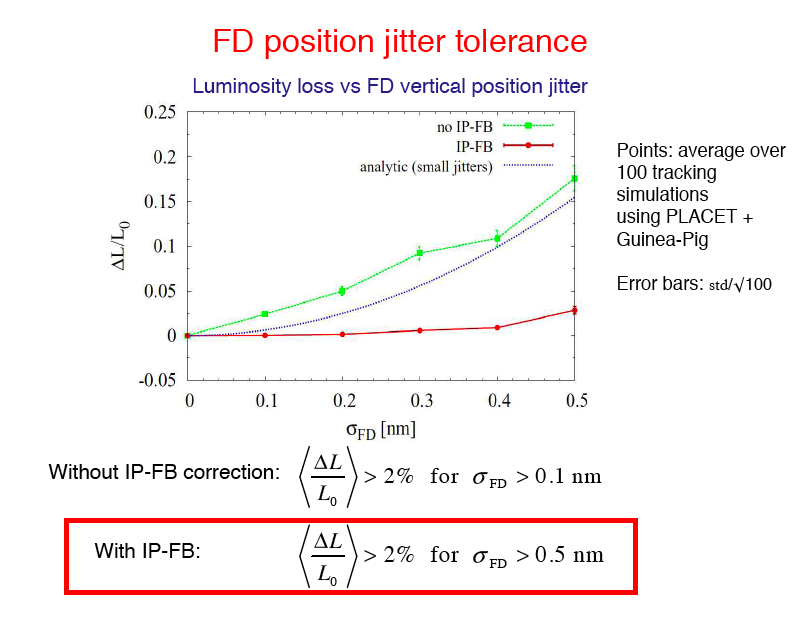 FD position jitter tolerance
Luminosity loss vs FD vertical position jitter
0.25
0.2
0.15
0.1
0.05
0
-0.05
ΔL/L₀
no IP-FB
IP-FB
analytic (small jitters)
0 0.1 0.2 0.3 0.4 0.5
σ_FD [nm]
Points: average over
100 tracking
simulations
using PLACET +
Guinea-Pig
Error bars: std/√100
Without IP-FB correction: ⟨ΔL/L₀⟩ > 2% for σ_FD > 0.1 nm
With IP-FB: ⟨ΔL/L₀⟩ > 2% for σ_FD > 0.5 nm